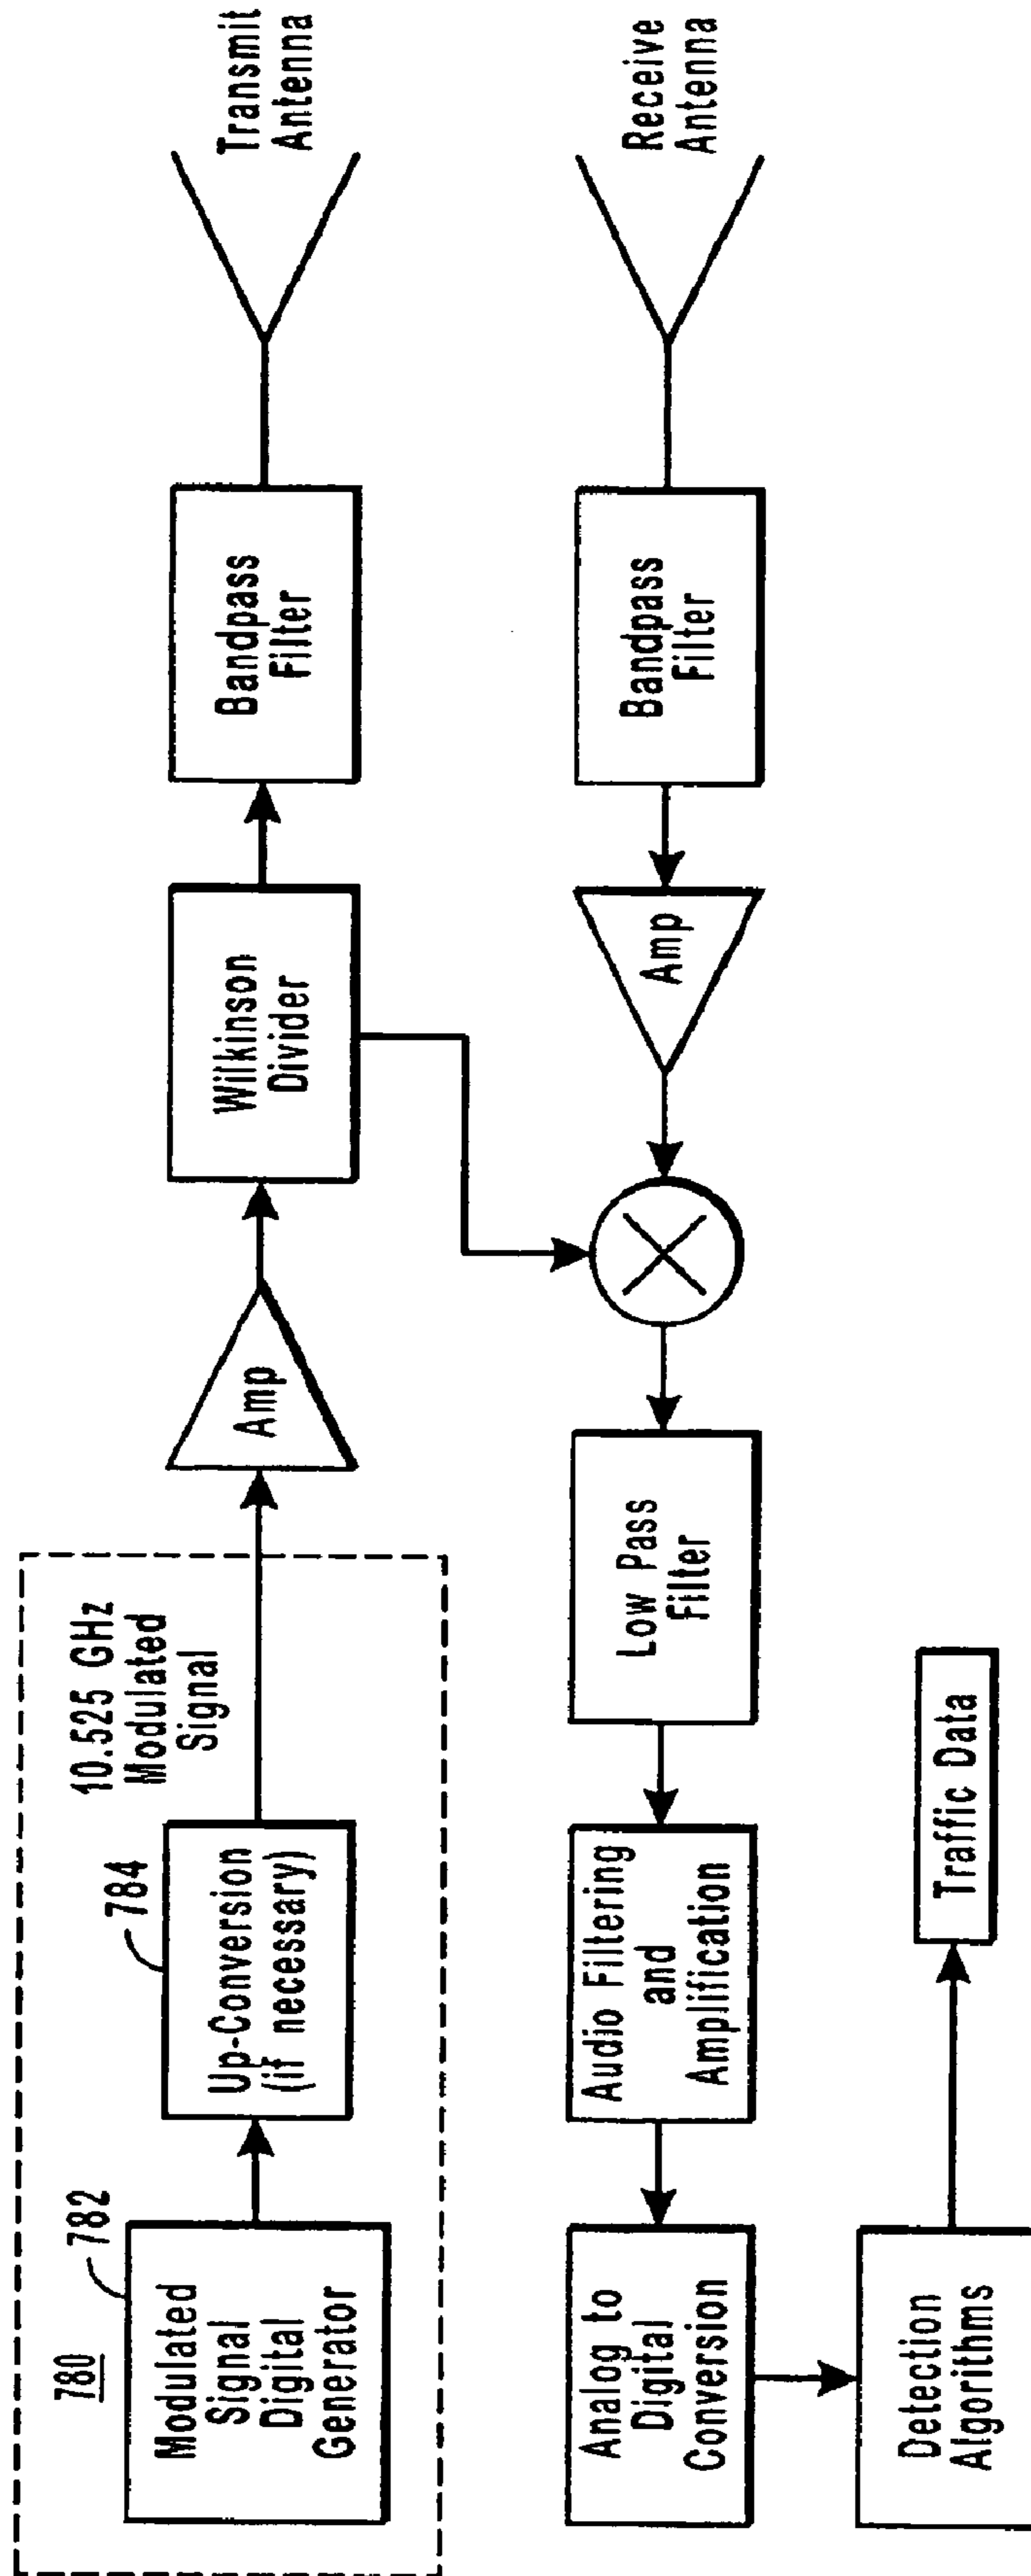 780
782
Modulated
Signal
Digital
Generator
784
Up-Conversion
(if necessary)
10.525 GHz
Modulated
Signal
Amp
Wilkinson
Divider
Bandpass
Filter
Transmit
Antenna
Receive
Antenna
Bandpass
Filter
Amp
Low Pass
Filter
Audio Filtering
and
Amplification
Analog to
Digital
Conversion
Detection
Algorithms
Traffic Data